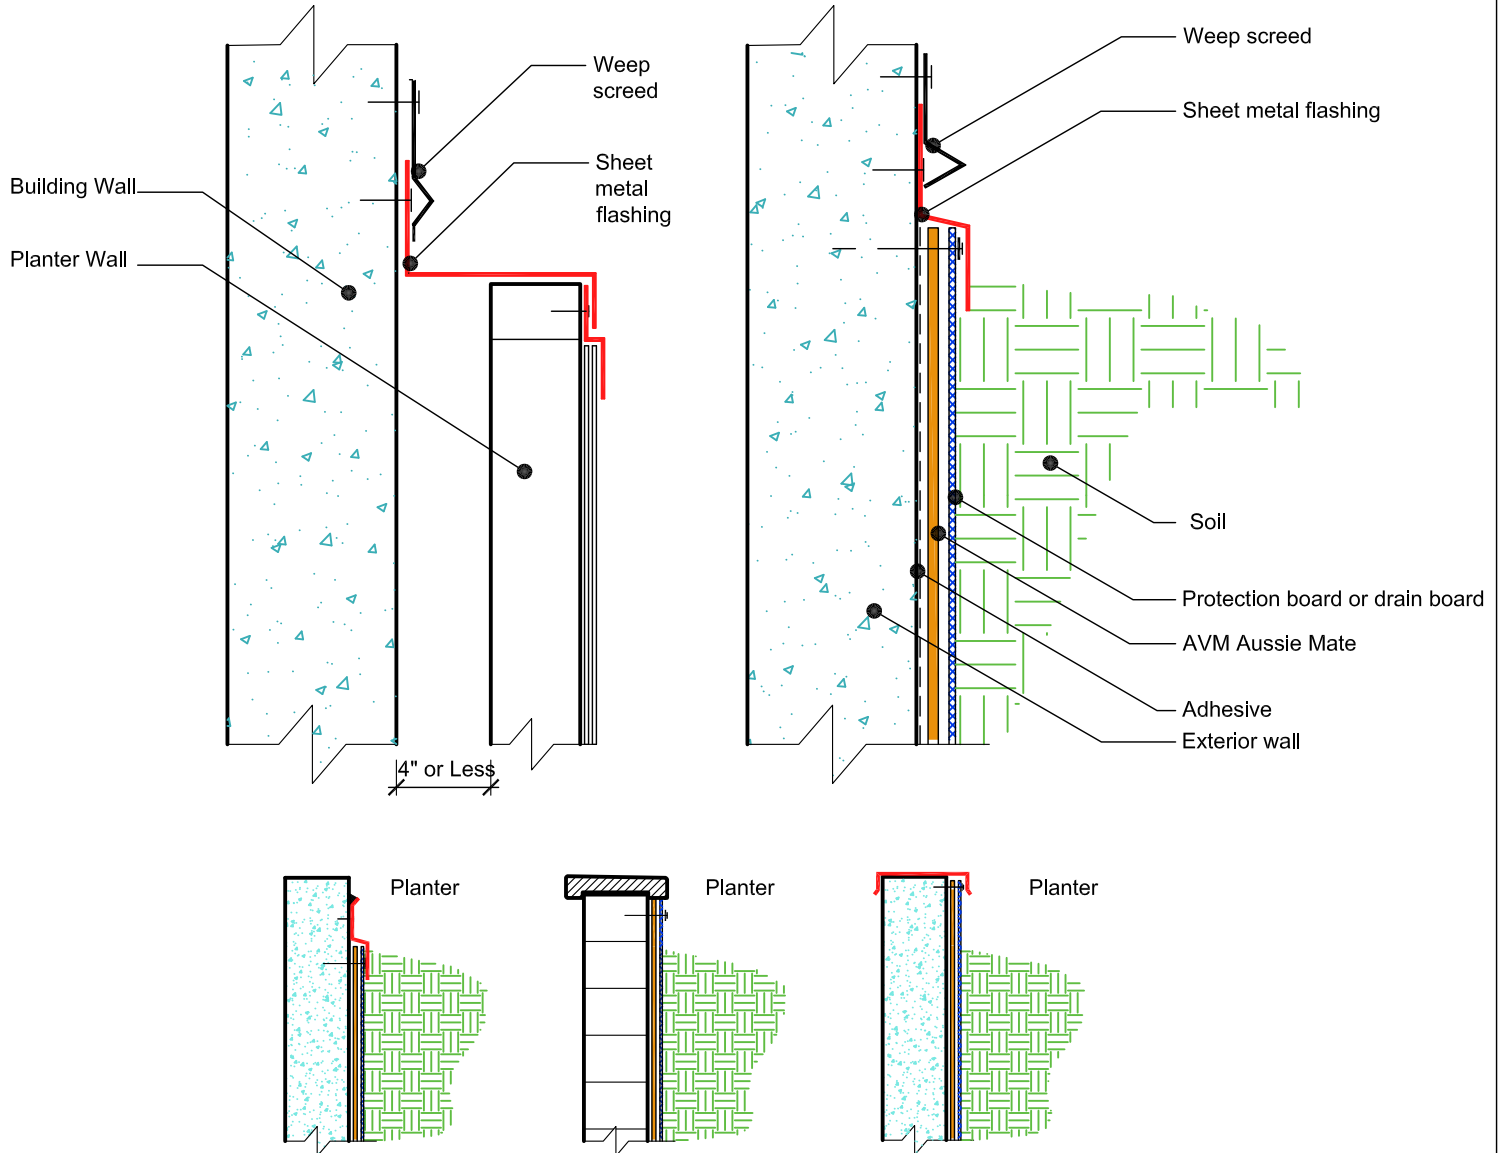 Weep
screed
Sheet
metal
flashing
Building Wall
Planter Wall
4" or Less
Weep screed
Sheet metal flashing
Soil
Protection board or drain board
AVM Aussie Mate
Adhesive
Exterior wall
Planter
Planter
Planter